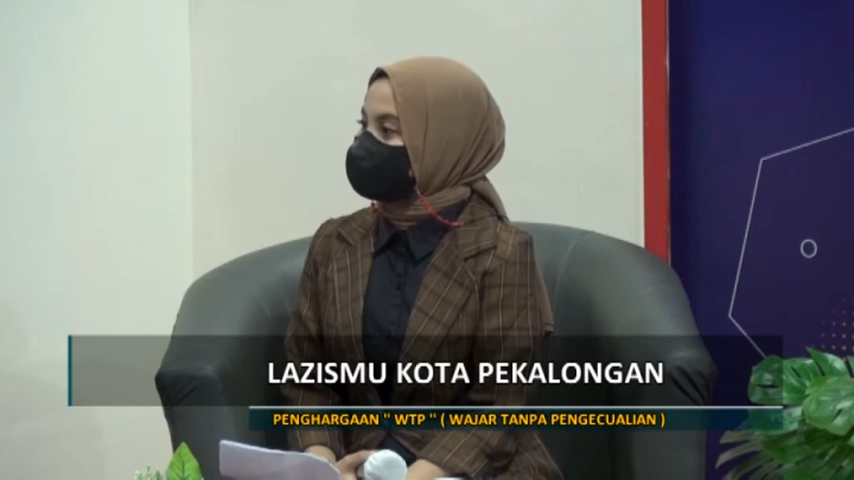 LAZISMU KOTA PEKALONGAN
PENGHARGAAN " WTP " ( WAJAR TANPA PENGECUALIAN )